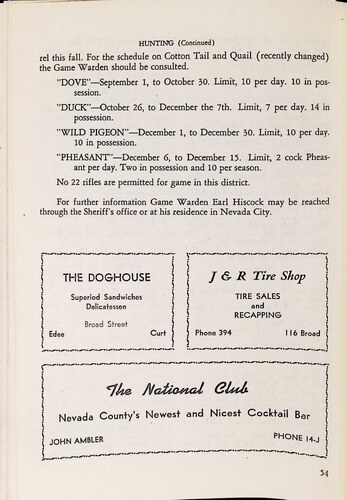 HUNTING (Continued)
rel this fall. For the schedule on Cotton Tail and Quail (recently changed)
the Game Warden should be consulted.
"DOVE"—September 1, to October 30. Limit, 10 per day. 10 in pos-
session.
"DUCK"—October 26, to December the 7th. Limit, 7 per day. 14 in
possession.
"WILD PIGEON"—December 1, to December 30. Limit, 10 per day.
10 in possession.
"PHEASANT"—December 6, to December 15. Limit, 2 cock Pheas-
ant per day. Two in possession and 10 per season.
No 22 rifles are permitted for game in this district.
For further information Game Warden Earl Hiscock may be reached
through the Sheriff's office or at his residence in Nevada City.
THE DOGHOUSE
Superiod Sandwiches
Delicatessen
Broad Street
Edee Curt
J & R Tire Shop
TIRE SALES
and
RECAPPING
Phone 394 116 Broad
The National Club
Nevada County's Newest and Nicest Cocktail Bar
JOHN AMBLER PHONE 14-J
54